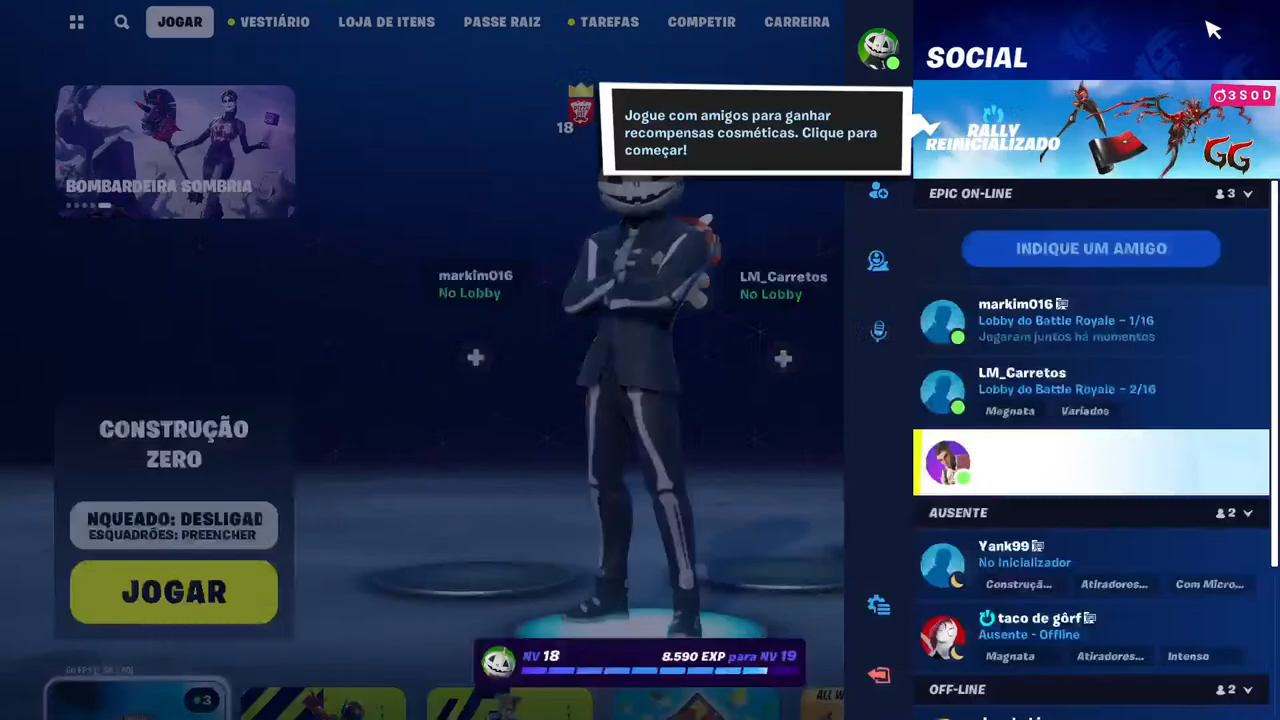 JOGAR
VESTIÁRIO
LOJA DE ITENS
PASSE RAIZ
TAREFAS
COMPETIR
CARREIRA
SOCIAL
3SOD
Jogue com amigos para ganhar
recompensas cosméticas. Clique para
começar!
18
RALLY
REINICIALIZADO
GG
BOMBARDEIRA SOMBRIA
EPIC ON-LINE
3
INDIQUE UM AMIGO
markim016
No Lobby
LM_Carretos
No Lobby
markim016
Lobby do Battle Royale - 1/16
Jogaram juntos há momentos
LM_Carretos
Lobby do Battle Royale - 2/16
Magnata
Variados
CONSTRUÇÃO
ZERO
NQUEADO: DESLIGAD
ESQUADRÕES: PREENCHER
JOGAR
AUSENTE
2
Yank99
No Inicializador
Construçã...
Atiradores...
Com Micro...
taco de gôrf
Ausente - Offline
Magnata
Atiradores...
Intenso
NV 18
8.590 EXP para NV 19
OFF-LINE
2
+3
ALL W